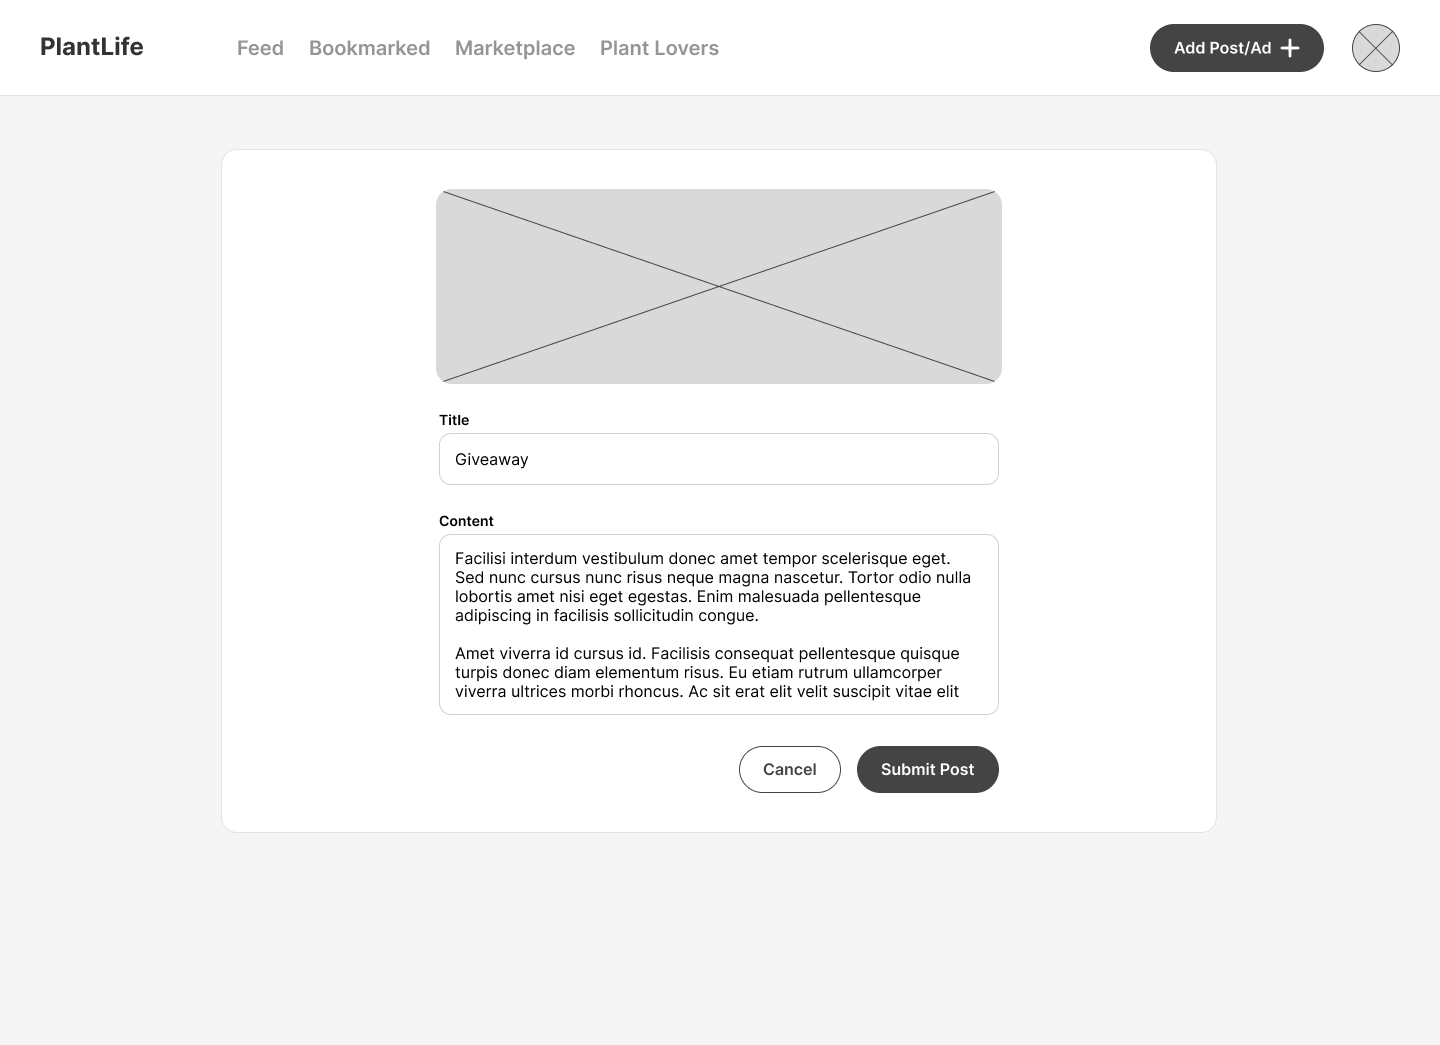 PlantLife
Feed
Bookmarked
Marketplace
Plant Lovers
Add Post/Ad
Title
Giveaway
Content
Facilisi interdum vestibulum donec amet tempor scelerisque eget.
Sed nunc cursus nunc risus neque magna nascetur. Tortor odio nulla
lobortis amet nisi eget egestas. Enim malesuada pellentesque
adipiscing in facilisis sollicitudin congue.
Amet viverra id cursus id. Facilisis consequat pellentesque quisque
turpis donec diam elementum risus. Eu etiam rutrum ullamcorper
viverra ultrices morbi rhoncus. Ac sit erat elit velit suscipit vitae elit
Cancel
Submit Post